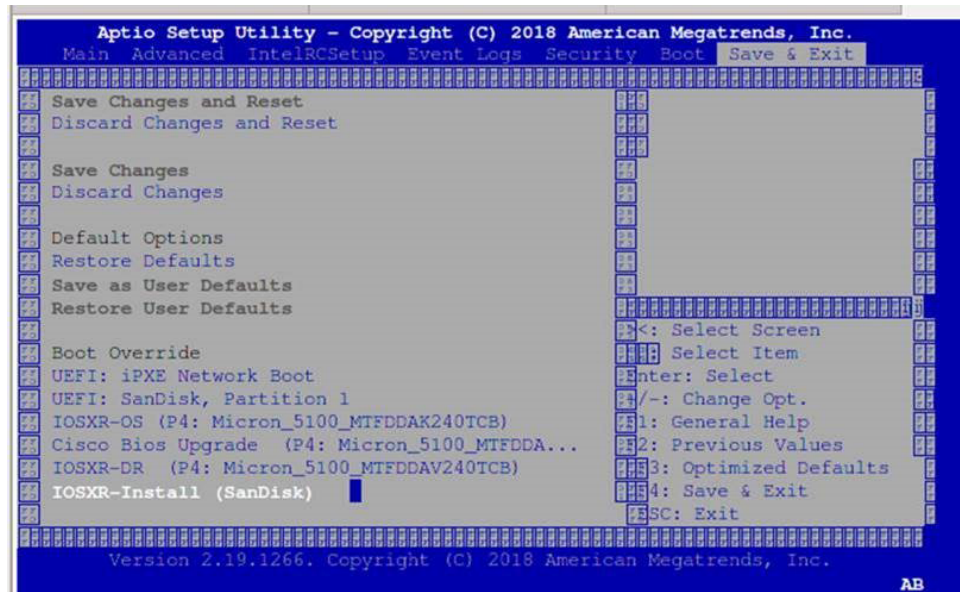 Aptio Setup Utility - Copyright (C) 2018 American Megatrends, Inc.
Main Advanced IntelRCSetup Event Logs Security Boot Save & Exit
Save Changes and Reset
Discard Changes and Reset
Save Changes
Discard Changes
Default Options
Restore Defaults
Save as User Defaults
Restore User Defaults
Boot Override
UEFI: iPXE Network Boot
UEFI: SanDisk, Partition 1
IOSXR-OS (P4: Micron_5100_MTFDDAK240TCB)
Cisco Bios Upgrade (P4: Micron_5100_MTFDDA...
IOSXR-DR (P4: Micron_5100_MTFDDAV240TCB)
IOSXR-Install (SanDisk)
><: Select Screen
: Select Item
Enter: Select
+/-: Change Opt.
1: General Help
2: Previous Values
3: Optimized Defaults
4: Save & Exit
ESC: Exit
Version 2.19.1266. Copyright (C) 2018 American Megatrends, Inc.
AB